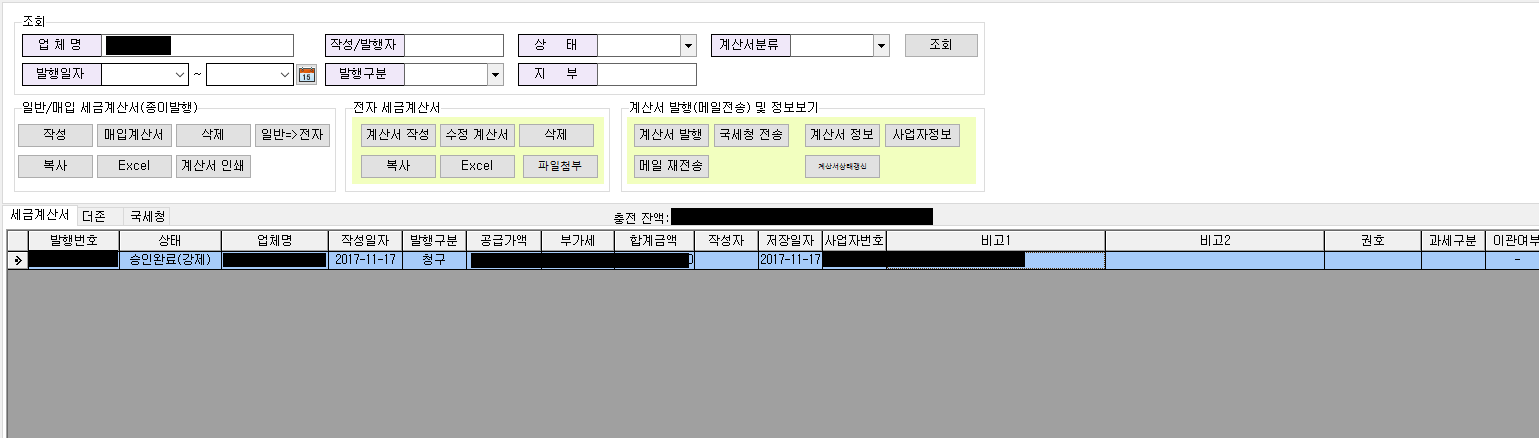 조회
업 체 명 작성/발행자 상 태 계산서분류 조회
발행일자 ~ 15 발행구분 지 부
일반/매입 세금계산서(종이발행) 전자 세금계산서 계산서 발행(메일전송) 및 정보보기
작성 매입계산서 삭제 일반=>전자 계산서 작성 수정 계산서 삭제 계산서 발행 국세청 전송 계산서 정보 사업자정보
복사 Excel 계산서 인쇄 복사 Excel 파일첨부 메일 재전송 계산서상태갱신
세금계산서 더존 국세청 충전 잔액:
발행번호 상태 업체명 작성일자 발행구분 공급가액 부가세 합계금액 작성자 저장일자 사업자번호 비고1 비고2 권호 과세구분 이관여부
승인완료(강제) 2017-11-17 청구 2017-11-17 -